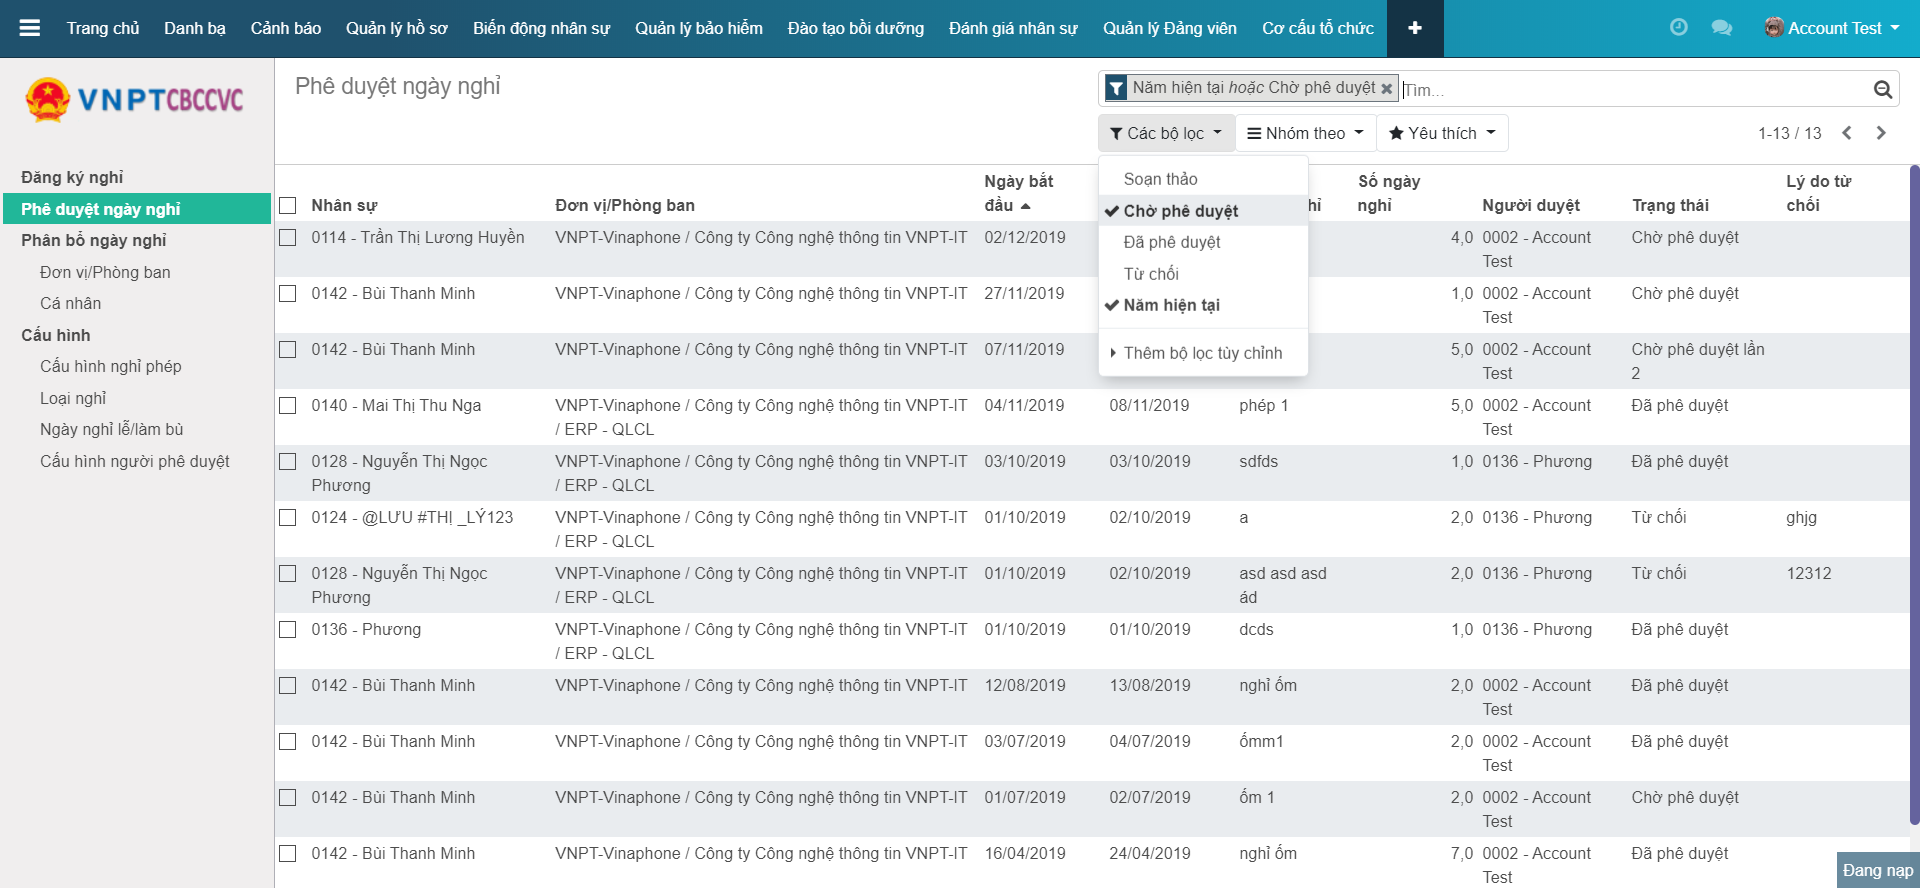 Trang chủ Danh bạ Cảnh báo Quản lý hồ sơ Biến động nhân sự Quản lý bảo hiểm Đào tạo bồi dưỡng Đánh giá nhân sự Quản lý Đảng viên Cơ cấu tổ chức + Account Test
VNPT CBCCVC
Đăng ký nghỉ
Phê duyệt ngày nghỉ
Phân bổ ngày nghỉ
Đơn vị/Phòng ban
Cá nhân
Cấu hình
Cấu hình nghỉ phép
Loại nghỉ
Ngày nghỉ lễ/làm bù
Cấu hình người phê duyệt
Phê duyệt ngày nghỉ
Năm hiện tại hoặc Chờ phê duyệt Tìm...
Các bộ lọc Nhóm theo Yêu thích 1-13 / 13
Soạn thảo
Chờ phê duyệt
Đã phê duyệt
Từ chối
Năm hiện tại
Thêm bộ lọc tùy chỉnh
Ngày bắt Số ngày Lý do từ
Nhân sự Đơn vị/Phòng ban đầu nghỉ Người duyệt Trạng thái chối
0114 - Trần Thị Lương Huyền VNPT-Vinaphone / Công ty Công nghệ thông tin VNPT-IT 02/12/2019 4,0 0002 - Account Chờ phê duyệt
Test
0142 - Bùi Thanh Minh VNPT-Vinaphone / Công ty Công nghệ thông tin VNPT-IT 27/11/2019 1,0 0002 - Account Chờ phê duyệt
Test
0142 - Bùi Thanh Minh VNPT-Vinaphone / Công ty Công nghệ thông tin VNPT-IT 07/11/2019 5,0 0002 - Account Chờ phê duyệt lần
Test 2
0140 - Mai Thị Thu Nga VNPT-Vinaphone / Công ty Công nghệ thông tin VNPT-IT 04/11/2019 08/11/2019 phép 1 5,0 0002 - Account Đã phê duyệt
/ ERP - QLCL Test
0128 - Nguyễn Thị Ngọc VNPT-Vinaphone / Công ty Công nghệ thông tin VNPT-IT 03/10/2019 03/10/2019 sdfds 1,0 0136 - Phương Đã phê duyệt
Phương / ERP - QLCL
0124 - @LƯU #THỊ _LÝ123 VNPT-Vinaphone / Công ty Công nghệ thông tin VNPT-IT 01/10/2019 02/10/2019 a 2,0 0136 - Phương Từ chối ghjg
/ ERP - QLCL
0128 - Nguyễn Thị Ngọc VNPT-Vinaphone / Công ty Công nghệ thông tin VNPT-IT 01/10/2019 02/10/2019 asd asd asd 2,0 0136 - Phương Từ chối 12312
Phương / ERP - QLCL ád
0136 - Phương VNPT-Vinaphone / Công ty Công nghệ thông tin VNPT-IT 01/10/2019 01/10/2019 dcds 1,0 0136 - Phương Đã phê duyệt
/ ERP - QLCL
0142 - Bùi Thanh Minh VNPT-Vinaphone / Công ty Công nghệ thông tin VNPT-IT 12/08/2019 13/08/2019 nghỉ ốm 2,0 0002 - Account Đã phê duyệt
Test
0142 - Bùi Thanh Minh VNPT-Vinaphone / Công ty Công nghệ thông tin VNPT-IT 03/07/2019 04/07/2019 ốmm1 2,0 0002 - Account Đã phê duyệt
Test
0142 - Bùi Thanh Minh VNPT-Vinaphone / Công ty Công nghệ thông tin VNPT-IT 01/07/2019 02/07/2019 ốm 1 2,0 0002 - Account Chờ phê duyệt
Test
0142 - Bùi Thanh Minh VNPT-Vinaphone / Công ty Công nghệ thông tin VNPT-IT 16/04/2019 24/04/2019 nghỉ ốm 7,0 0002 - Account Đã phê duyệt
Test
Đang nạp